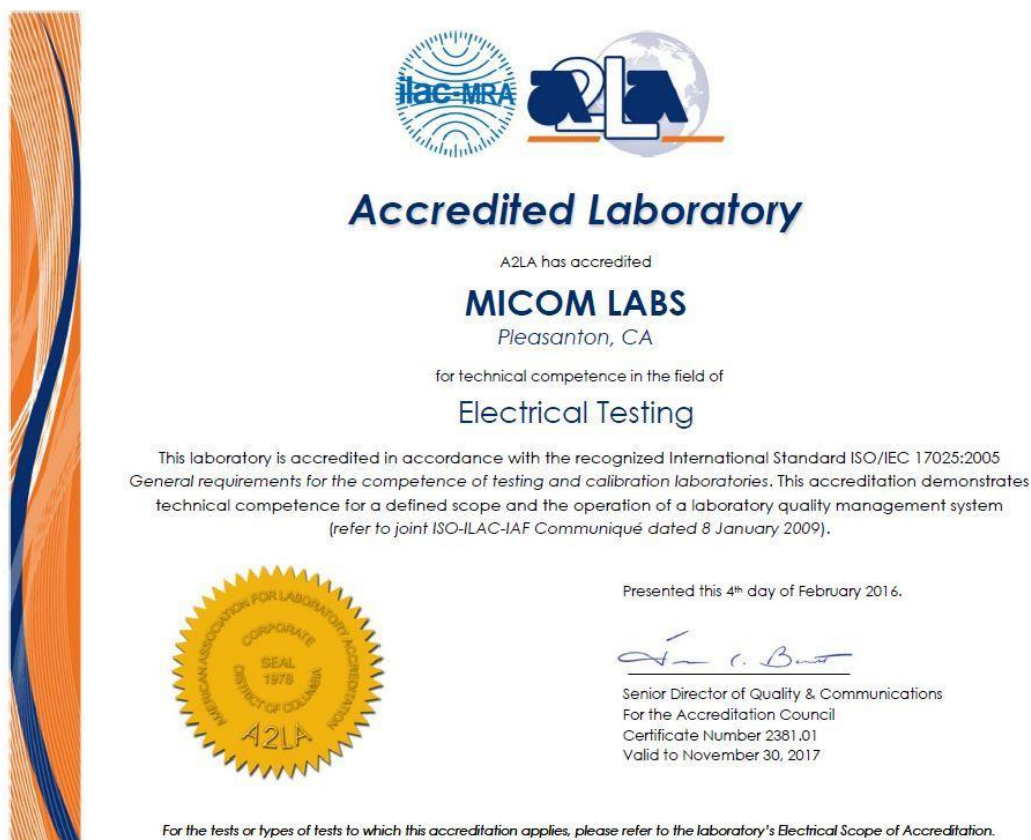 ilac-MRA
A2LA
Accredited Laboratory
A2LA has accredited
MICOM LABS
Pleasanton, CA
for technical competence in the field of
Electrical Testing
This laboratory is accredited in accordance with the recognized International Standard ISO/IEC 17025:2005
General requirements for the competence of testing and calibration laboratories. This accreditation demonstrates
technical competence for a defined scope and the operation of a laboratory quality management system
(refer to joint ISO-ILAC-IAF Communiqué dated 8 January 2009).
AMERICAN ASSOCIATION FOR LABORATORY ACCREDITATION
CORPORATE
SEAL
1978
DISTRICT OF COLUMBIA
A2LA
Presented this 4th day of February 2016.
Senior Director of Quality & Communications
For the Accreditation Council
Certificate Number 2381.01
Valid to November 30, 2017
For the tests or types of tests to which this accreditation applies, please refer to the laboratory's Electrical Scope of Accreditation.